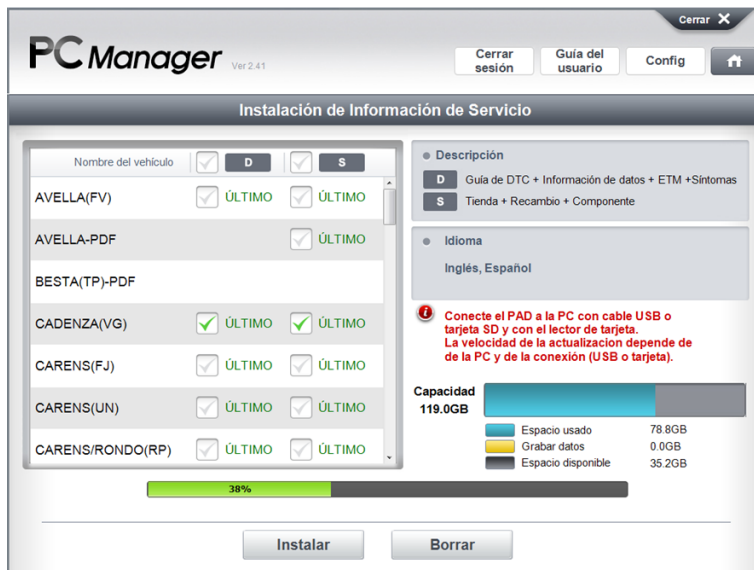 Cerrar X
PC Manager Ver 2.41
Cerrar sesión
Guía del usuario
Config
Instalación de Información de Servicio
Nombre del vehículo D S
AVELLA(FV) ÚLTIMO ÚLTIMO
AVELLA-PDF ÚLTIMO
BESTA(TP)-PDF
CADENZA(VG) ÚLTIMO ÚLTIMO
CARENS(FJ) ÚLTIMO ÚLTIMO
CARENS(UN) ÚLTIMO ÚLTIMO
CARENS/RONDO(RP) ÚLTIMO ÚLTIMO
Descripción
D Guía de DTC + Información de datos + ETM +Síntomas
S Tienda + Recambio + Componente
Idioma
Inglés, Español
Conecte el PAD a la PC con cable USB o
tarjeta SD y con el lector de tarjeta.
La velocidad de la actualizacion depende de
de la PC y de la conexión (USB o tarjeta).
Capacidad
119.0GB
Espacio usado 78.8GB
Grabar datos 0.0GB
Espacio disponible 35.2GB
38%
Instalar
Borrar